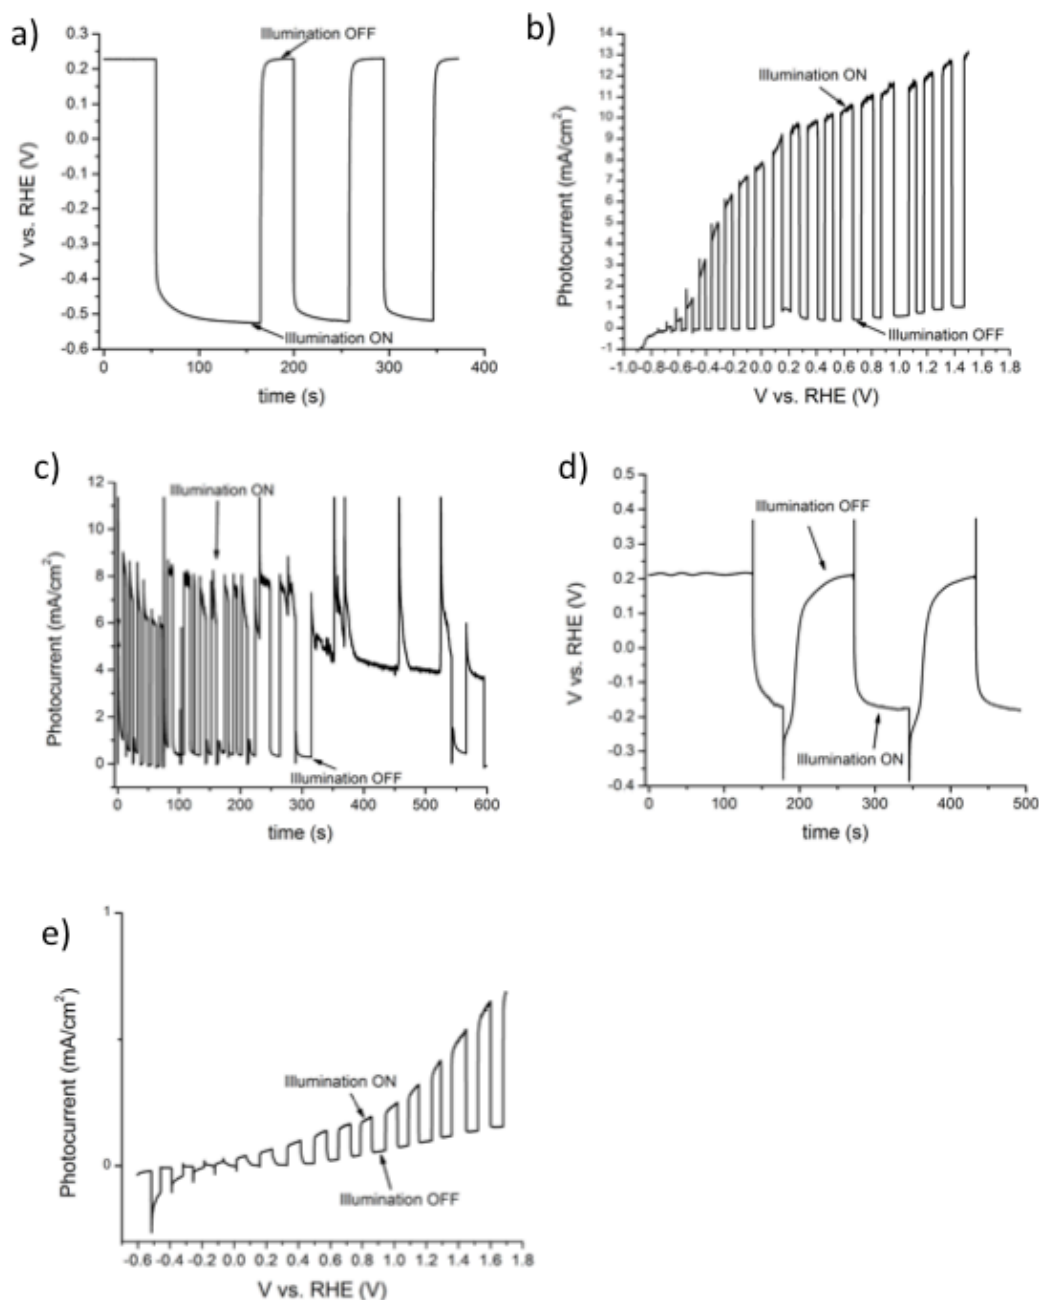 a)
Illumination OFF
0.3
0.2
0.1
0.0
-0.1
-0.2
-0.3
-0.4
-0.5
-0.6
V vs. RHE (V)
Illumination ON
0 100 200 300 400
time (s)
b)
14
13
12
11
10
9
8
7
6
5
4
3
2
1
0
-1
Photocurrent (mA/cm²)
Illumination ON
Illumination OFF
-1.0 -0.8 -0.6 -0.4 -0.2 0.0 0.2 0.4 0.6 0.8 1.0 1.2 1.4 1.6 1.8
V vs. RHE (V)
c)
12
10
8
6
4
2
0
Photocurrent (mA/cm²)
Illumination ON
Illumination OFF
0 100 200 300 400 500 600
time (s)
d)
0.5
0.4
0.3
0.2
0.1
0.0
-0.1
-0.2
-0.3
-0.4
V vs. RHE (V)
Illumination OFF
Illumination ON
0 100 200 300 400 500
time (s)
e)
1
0
Photocurrent (mA/cm²)
Illumination ON
Illumination OFF
-0.6 -0.4 -0.2 0.0 0.2 0.4 0.6 0.8 1.0 1.2 1.4 1.6 1.8
V vs. RHE (V)